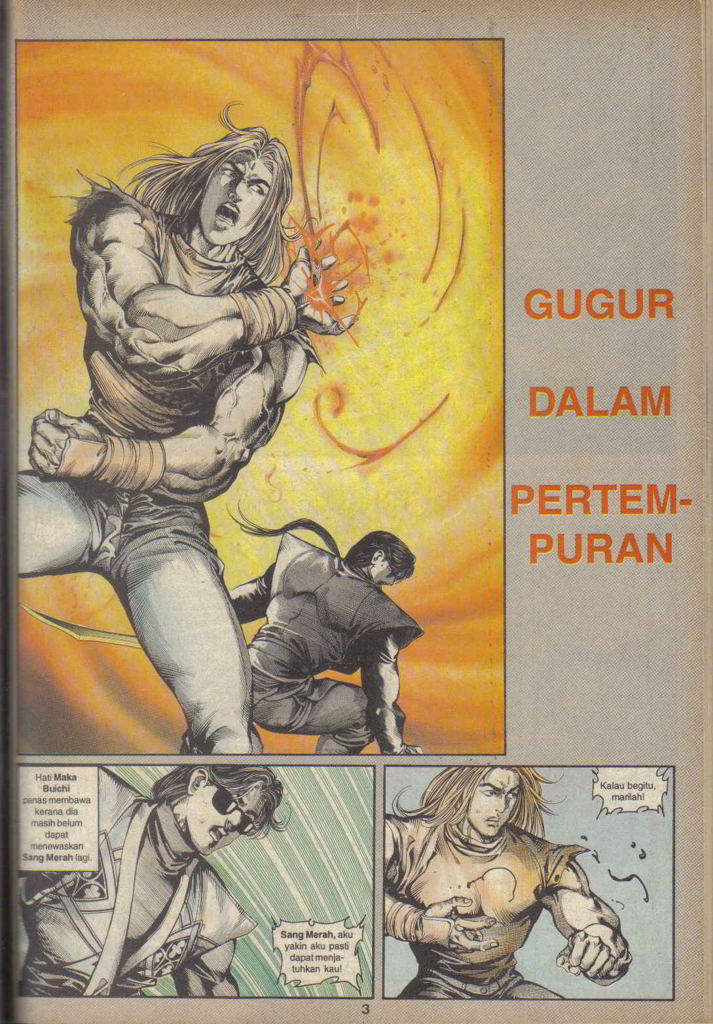 GUGUR
DALAM
PERTEM-
PURAN
Hati Maka
Buichi
panas membawa
kerana dia
masih belum
dapat
menewaskan
Sang Merah lagi.
Sang Merah, aku
yakin aku pasti
dapat menja-
tuhkan kau!
Kalau begitu,
marilah!
3